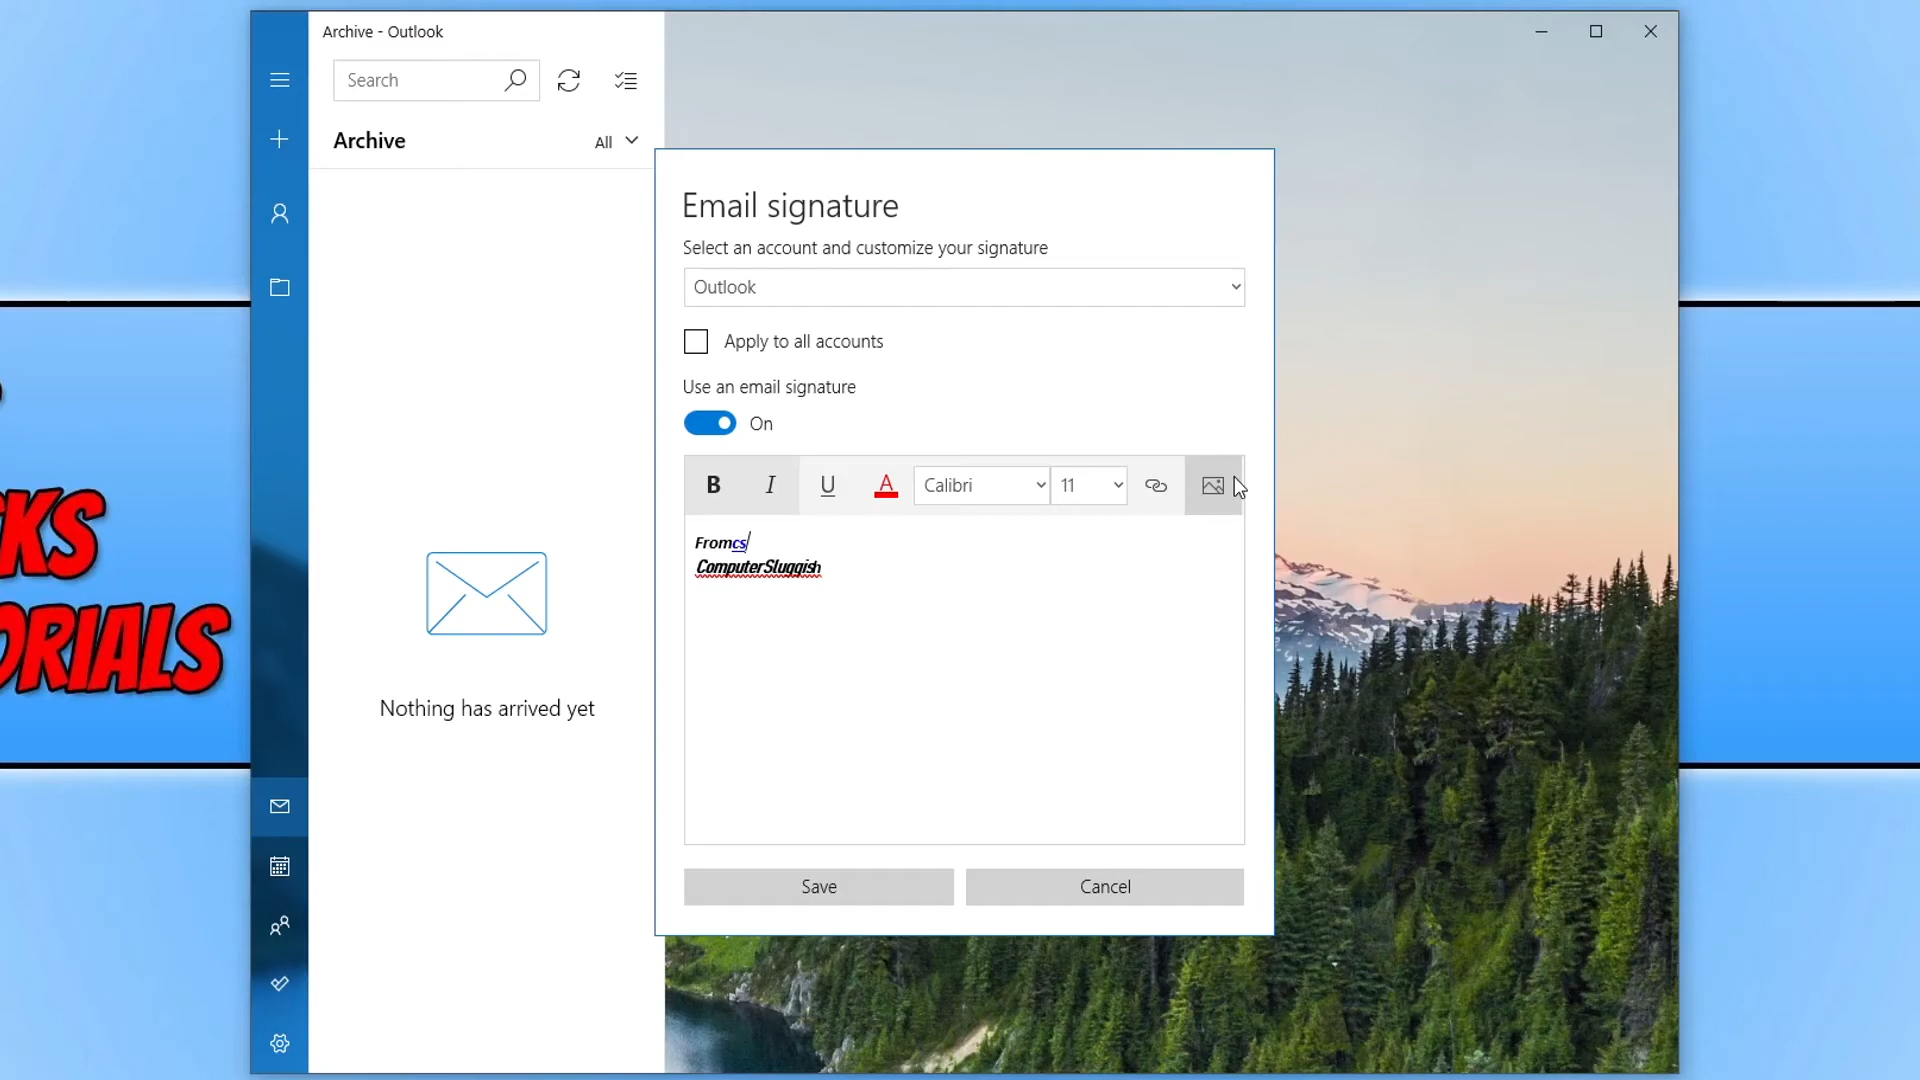 Archive - Outlook
Search
Archive
All
Email signature
Select an account and customize your signature
Outlook
Apply to all accounts
Use an email signature
On
B I U A Calibri 11
Fromcs
ComputerSluggish
Nothing has arrived yet
Save
Cancel
KS
ORIALS